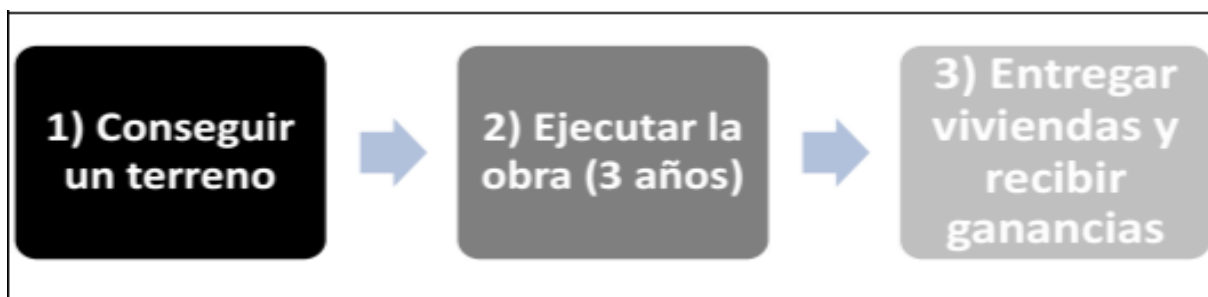 1) Conseguir
un terreno
2) Ejecutar la
obra (3 años)
3) Entregar
viviendas y
recibir
ganancias